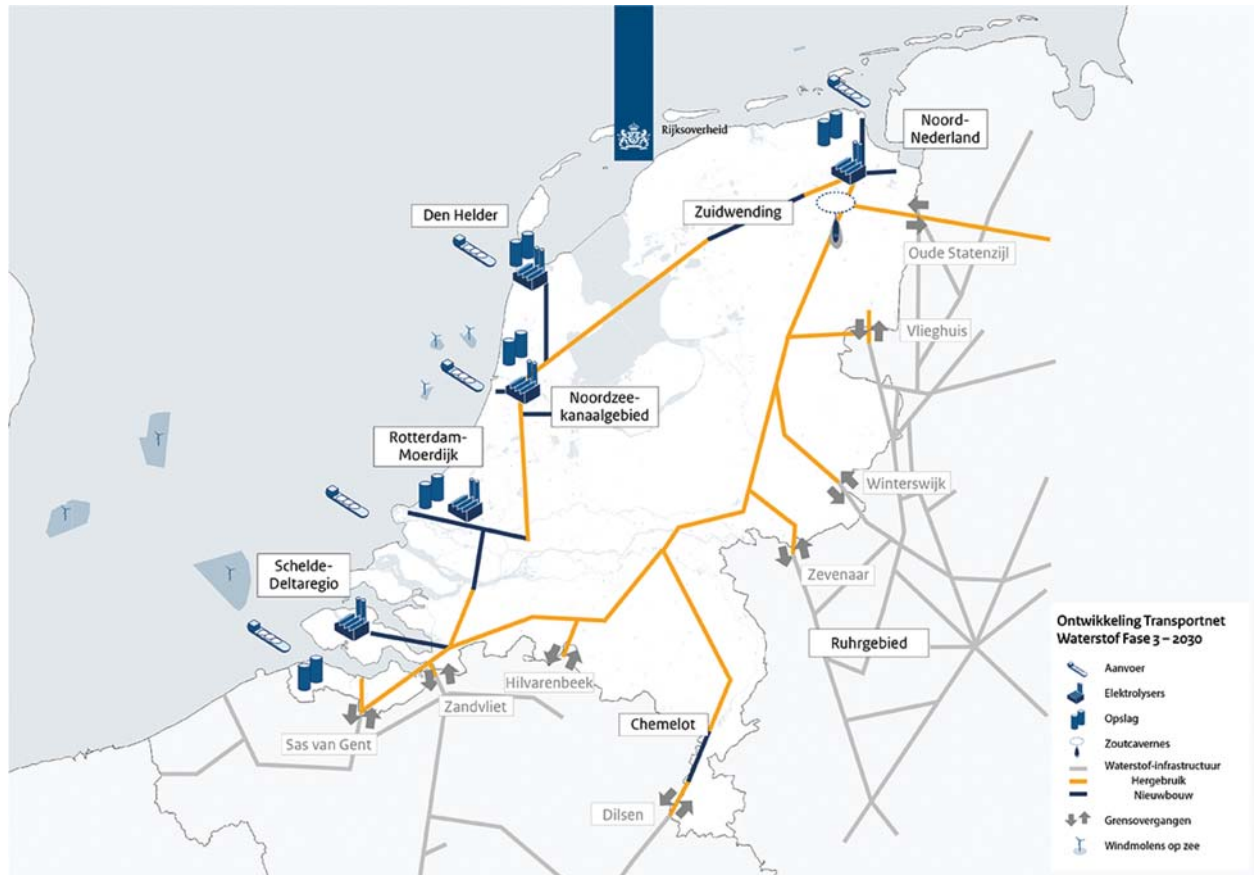 Rijksoverheid
Noord-
Nederland
Den Helder
Zuidwending
Oude Statenzijl
Vlieghuis
Noordzee-
kanaalgebied
Rotterdam-
Moerdijk
Winterswijk
Schelde-
Deltaregio
Zevenaar
Ruhrgebied
Hilvarenbeek
Zandvliet
Sas van Gent
Chemelot
Dilsen
Ontwikkeling Transportnet
Waterstof Fase 3 – 2030
Aanvoer
Elektrolysers
Opslag
Zoutcavernes
Waterstof-infrastructuur
Hergebruik
Nieuwbouw
Grensovergangen
Windmolens op zee